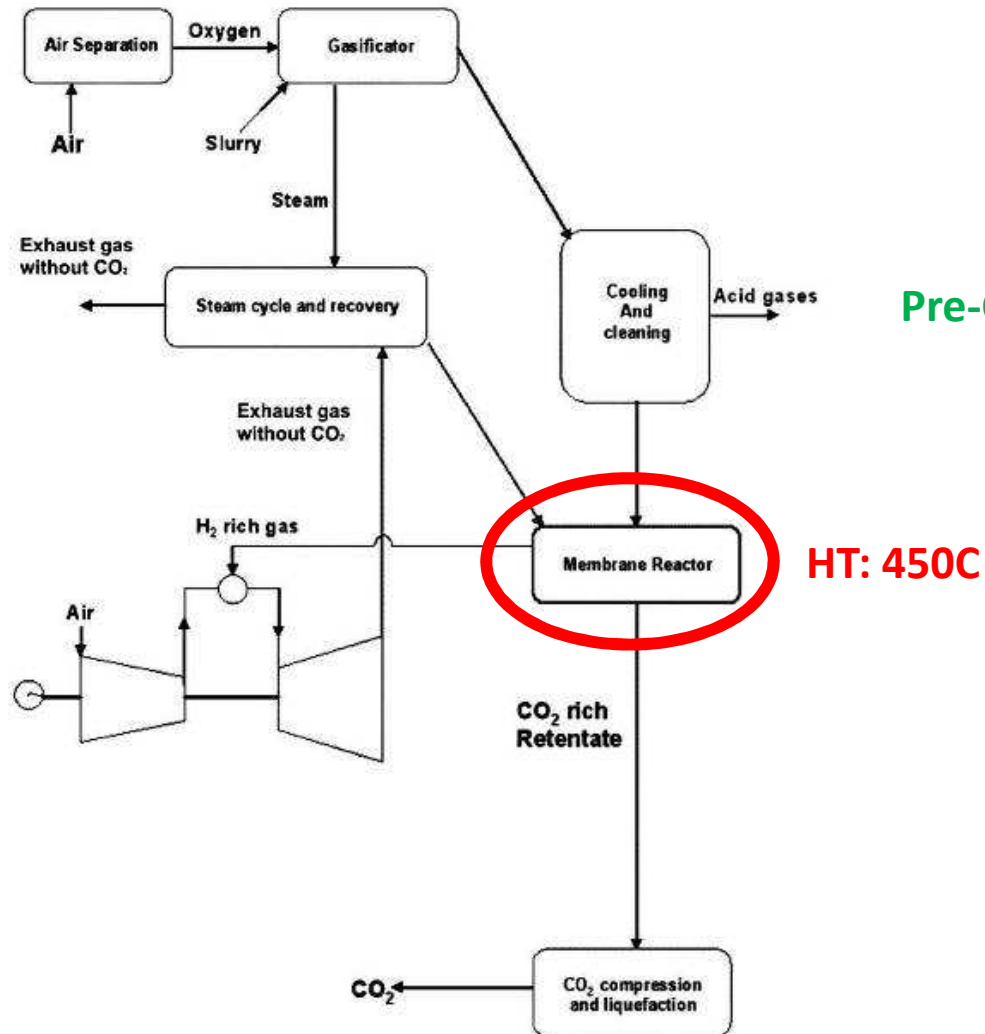 Air Separation
Oxygen
Gasificator
Air
Slurry
Steam
Exhaust gas
without CO₂
Steam cycle and recovery
Cooling
And
cleaning
Acid gases
Pre-
Exhaust gas
without CO₂
H₂ rich gas
Membrane Reactor
HT: 450C
Air
CO₂ rich
Retentate
CO₂
CO₂ compression
and liquefaction